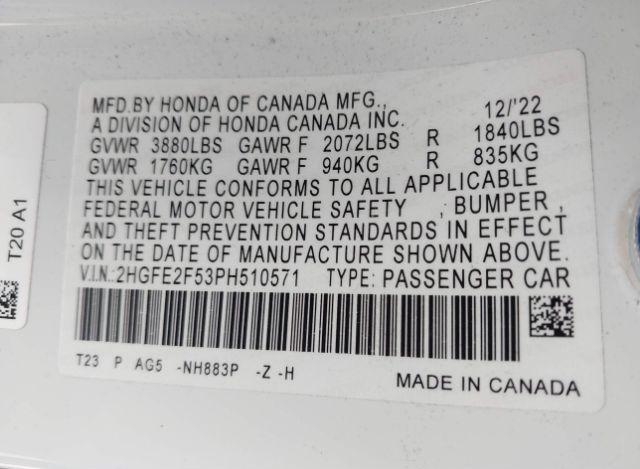 MFD.BY HONDA OF CANADA MFG., 12/'22
A DIVISION OF HONDA CANADA INC.
GVWR 3880LBS GAWR F 2072LBS R 1840LBS
GVWR 1760KG GAWR F 940KG R 835KG
THIS VEHICLE CONFORMS TO ALL APPLICABLE
FEDERAL MOTOR VEHICLE SAFETY , BUMPER ,
AND THEFT PREVENTION STANDARDS IN EFFECT
ON THE DATE OF MANUFACTURE SHOWN ABOVE.
V.I.N.:2HGFE2F53PH510571 TYPE: PASSENGER CAR
T23 P AG5 -NH883P -Z -H
MADE IN CANADA
T20 A1